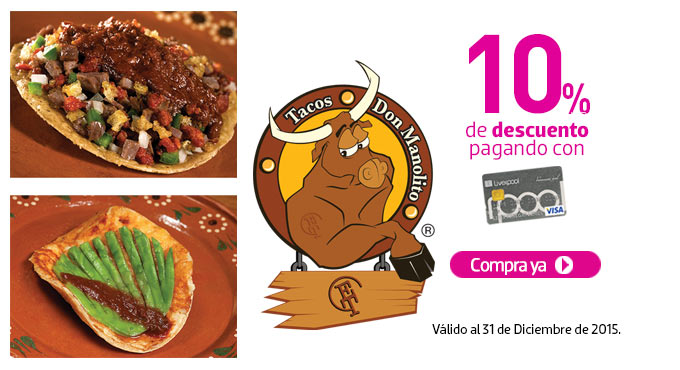 Tacos Don Manolito
®
10%
de descuento
pagando con
Liverpool
VISA
Compra ya
Válido al 31 de Diciembre de 2015.